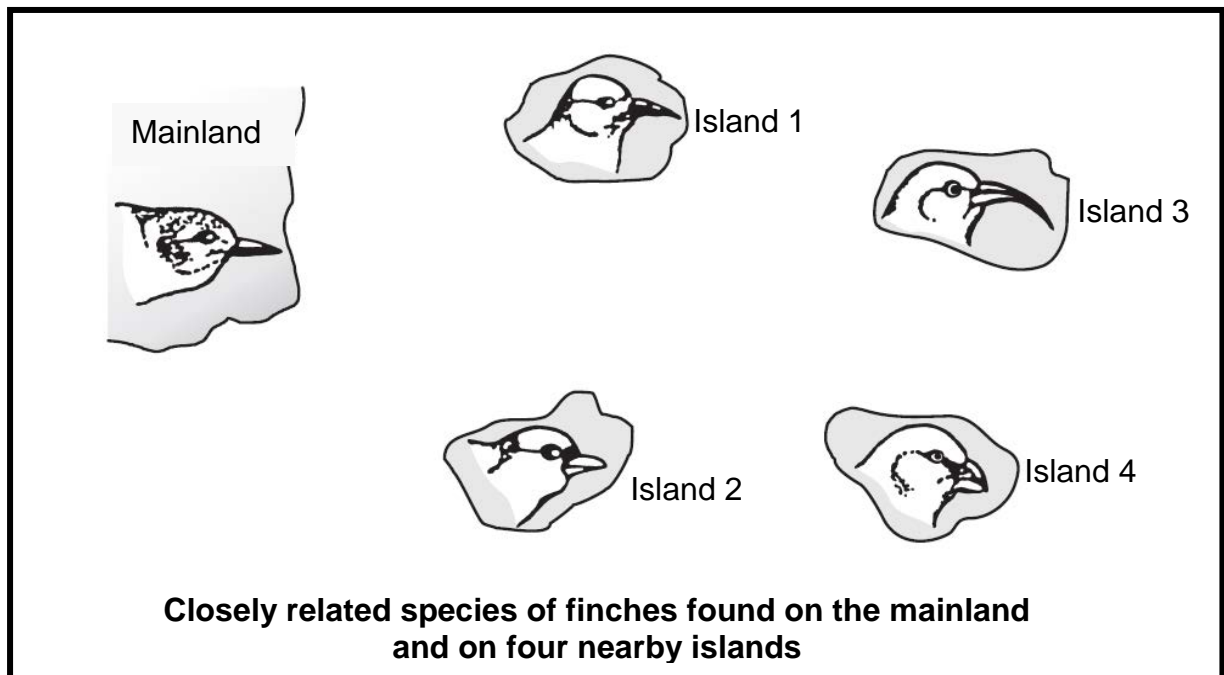 Mainland
Island 1
Island 3
Island 2
Island 4
Closely related species of finches found on the mainland
and on four nearby islands